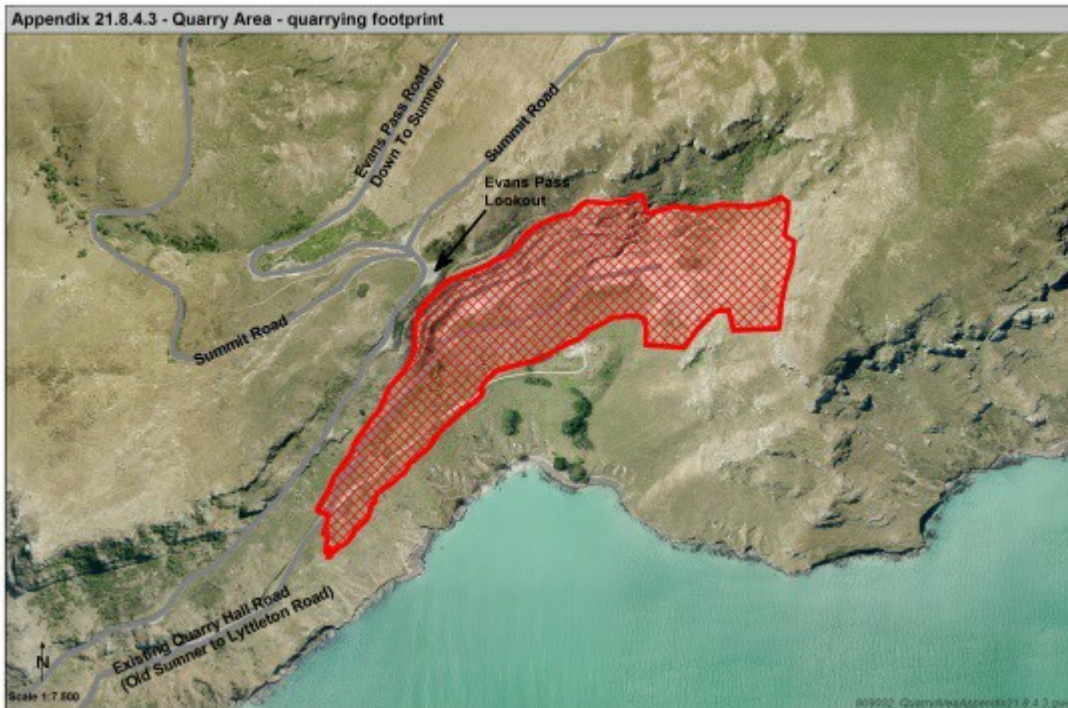 Appendix 21.8.4.3 - Quarry Area - quarrying footprint
Evans Pass Road
Down To Sumner
Summit Road
Evans Pass
Lookout
Summit Road
Existing Quarry Hall Road
(Old Sumner to Lyttleton Road)
N
Scale 1:7.800